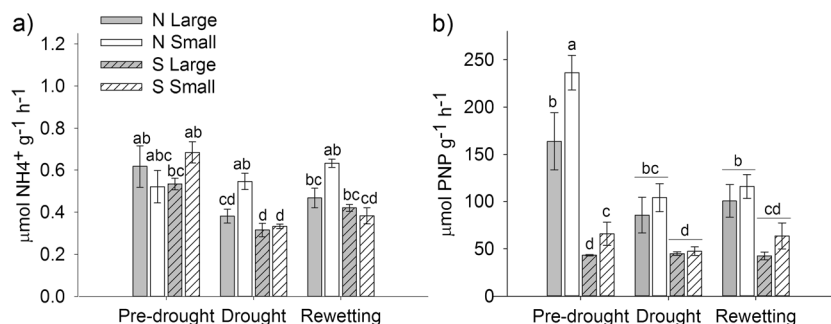 a)
N Large
N Small
S Large
S Small
µmol NH4⁺ g⁻¹ h⁻¹
1.2
1.0
0.8
0.6
0.4
0.2
0.0
ab
abc
bc
ab
cd
ab
d
d
bc
ab
bc
cd
Pre-drought Drought Rewetting
b)
µmol PNP g⁻¹ h⁻¹
250
200
150
100
50
0
b
a
d
c
bc
d
b
cd
Pre-drought Drought Rewetting